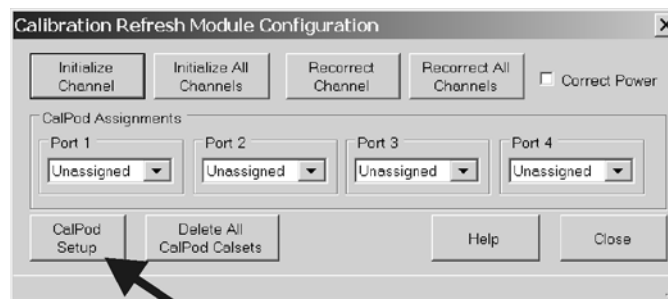 Calibration Refresh Module Configuration
Initialize Channel
Initialize All Channels
Recorrect Channel
Recorrect All Channels
Correct Power
CalPod Assignments
Port 1
Port 2
Port 3
Port 4
Unassigned
Unassigned
Unassigned
Unassigned
CalPod Setup
Delete All CalPod Calsets
Help
Close